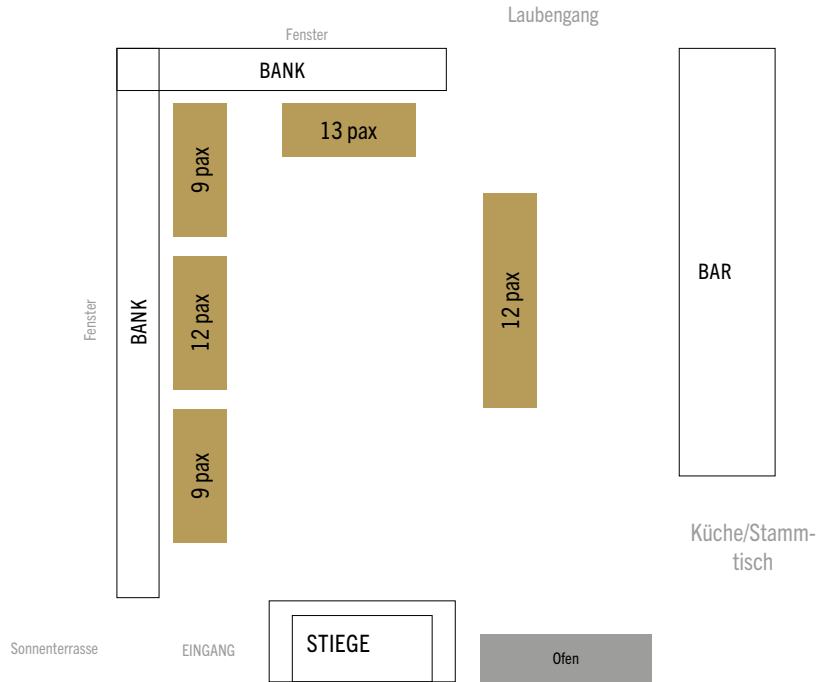 Laubengang
Fenster
BANK
13 pax
9 pax
12 pax
BAR
Fenster
BANK
12 pax
9 pax
Küche/Stamm-
tisch
Sonnenterrasse
EINGANG
STIEGE
Ofen